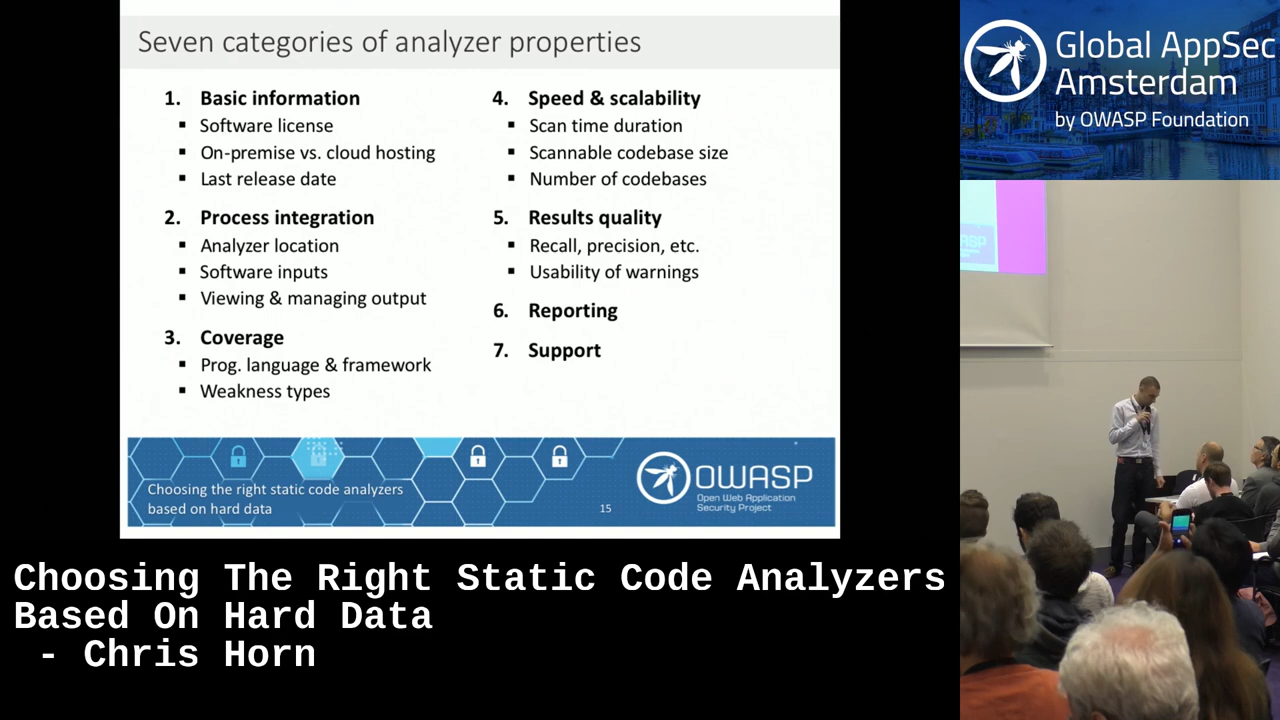 Seven categories of analyzer properties
1. Basic information
▪ Software license
▪ On-premise vs. cloud hosting
▪ Last release date
2. Process integration
▪ Analyzer location
▪ Software inputs
▪ Viewing & managing output
3. Coverage
▪ Prog. language & framework
▪ Weakness types
4. Speed & scalability
▪ Scan time duration
▪ Scannable codebase size
▪ Number of codebases
5. Results quality
▪ Recall, precision, etc.
▪ Usability of warnings
6. Reporting
7. Support
Choosing the right static code analyzers
based on hard data
15
OWASP
Open Web Application
Security Project
Global AppSec
Amsterdam
by OWASP Foundation
Choosing The Right Static Code Analyzers
Based On Hard Data
- Chris Horn